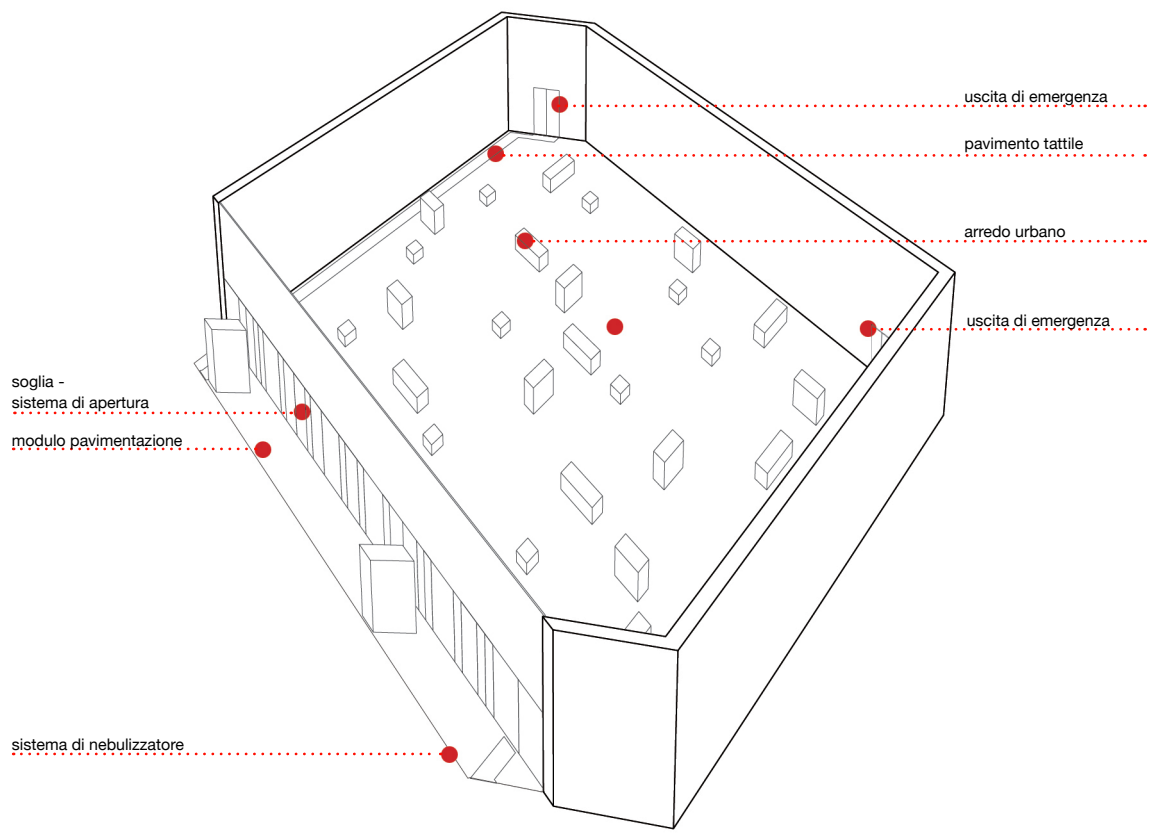 uscita di emergenza
pavimento tattile
arredo urbano
uscita di emergenza
soglia -
sistema di apertura
modulo pavimentazione
sistema di nebulizzatore